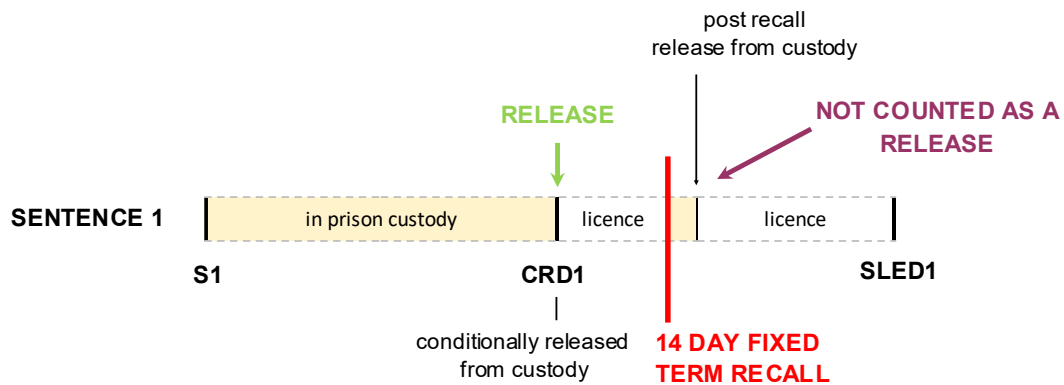 post recall
release from custody
RELEASE
NOT COUNTED AS A
RELEASE
SENTENCE 1
in prison custody
licence
licence
S1
CRD1
SLED1
conditionally released
from custody
14 DAY FIXED
TERM RECALL